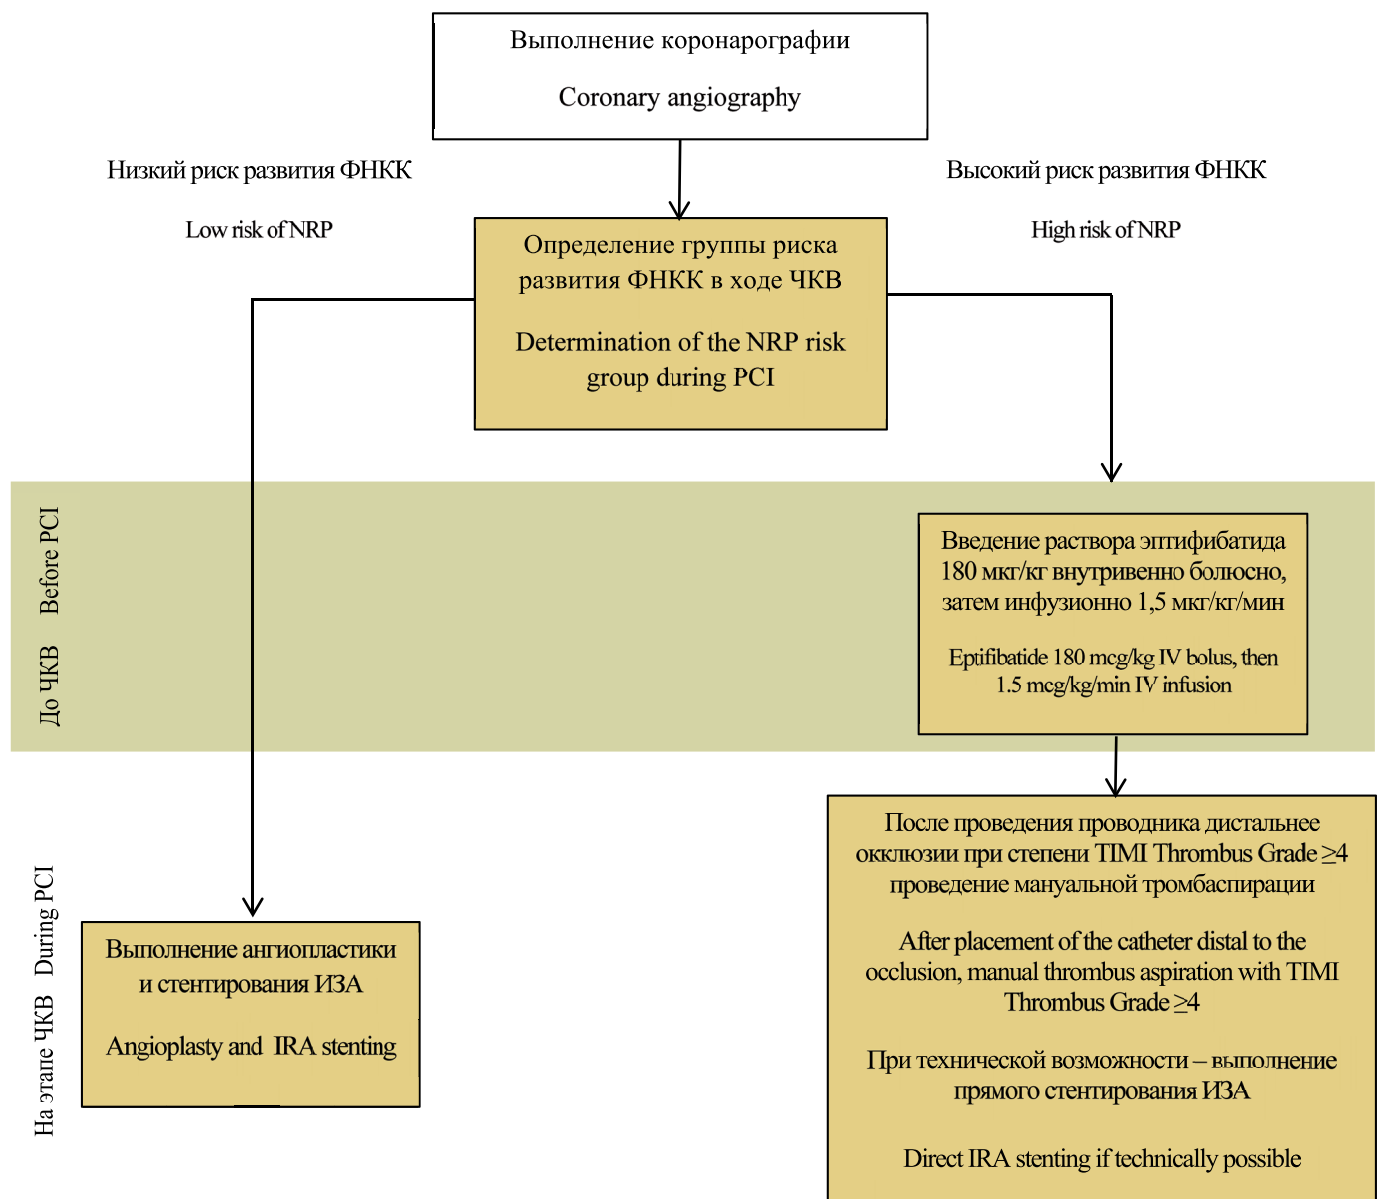 Выполнение коронарографии
Coronary angiography
Низкий риск развития ФНКК
Low risk of NRP
Высокий риск развития ФНКК
High risk of NRP
Определение группы риска
развития ФНКК в ходе ЧКВ
Determination of the NRP risk
group during PCI
До ЧКВ Before PCI
Введение раствора эптифибатида
180 мкг/кг внутривенно болюсно,
затем инфузионно 1,5 мкг/кг/мин
Eptifibatide 180 mcg/kg IV bolus, then
1.5 mcg/kg/min IV infusion
На этапе ЧКВ During PCI
Выполнение ангиопластики
и стентирования ИЗА
Angioplasty and IRA stenting
После проведения проводника дистальнее
окклюзии при степени TIMI Thrombus Grade ≥4
проведение мануальной тромбаспирации
After placement of the catheter distal to the
occlusion, manual thrombus aspiration with TIMI
Thrombus Grade ≥4
При технической возможности – выполнение
прямого стентирования ИЗА
Direct IRA stenting if technically possible